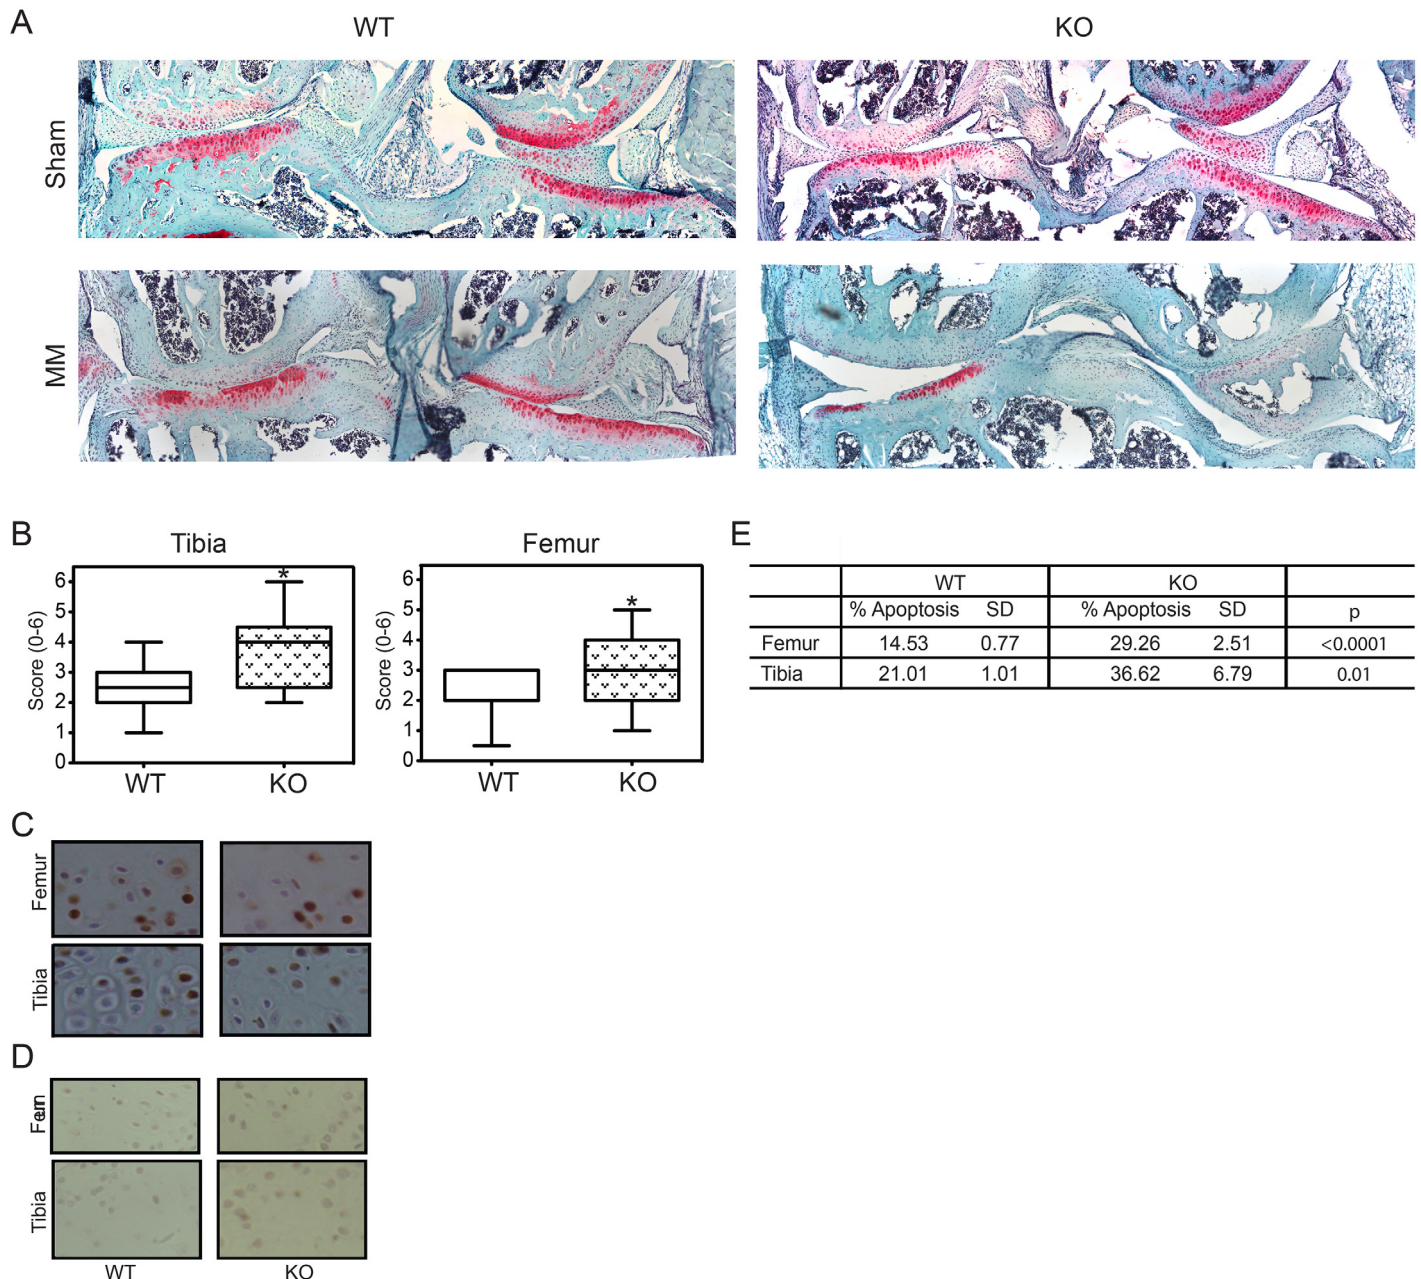 A
WT
KO
Sham
MM
B
Tibia
Femur
Score (0-6)
6
5
4
3
2
1
0
*
WT
KO
Score (0-6)
6
5
4
3
2
1
0
*
WT
KO
E
WT
KO
% Apoptosis SD % Apoptosis SD p
Femur 14.53 0.77 29.26 2.51 <0.0001
Tibia 21.01 1.01 36.62 6.79 0.01
C
Femur
Tibia
D
Tibia
WT
KO